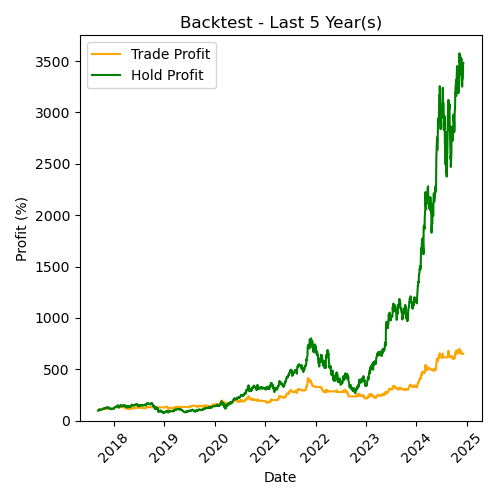 Backtest - Last 5 Year(s)
Trade Profit
Hold Profit
Profit (%)
3500
3000
2500
2000
1500
1000
500
0
2018 2019 2020 2021 2022 2023 2024 2025
Date